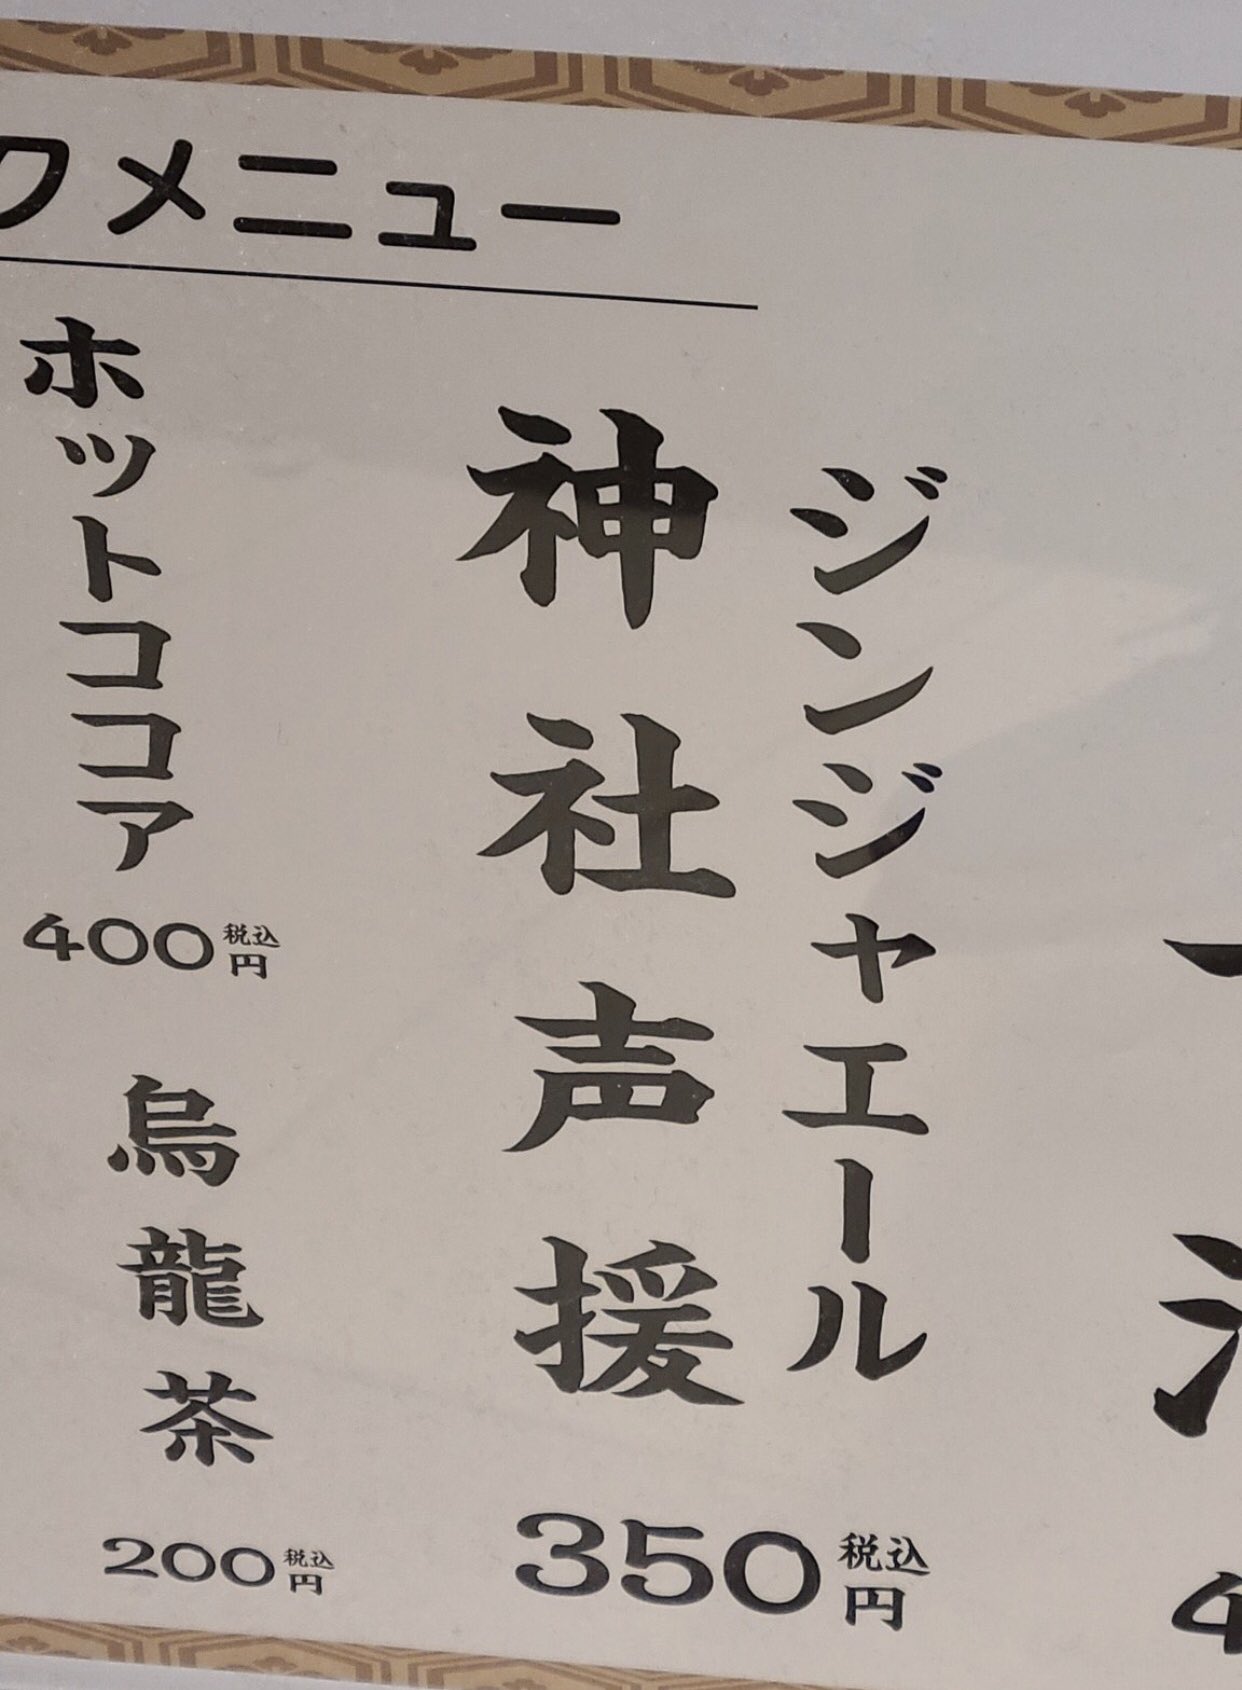 クメニュー
ジンジャエール
神社声援
350税込円
ホットココア
400税込円
烏龍茶
200税込円